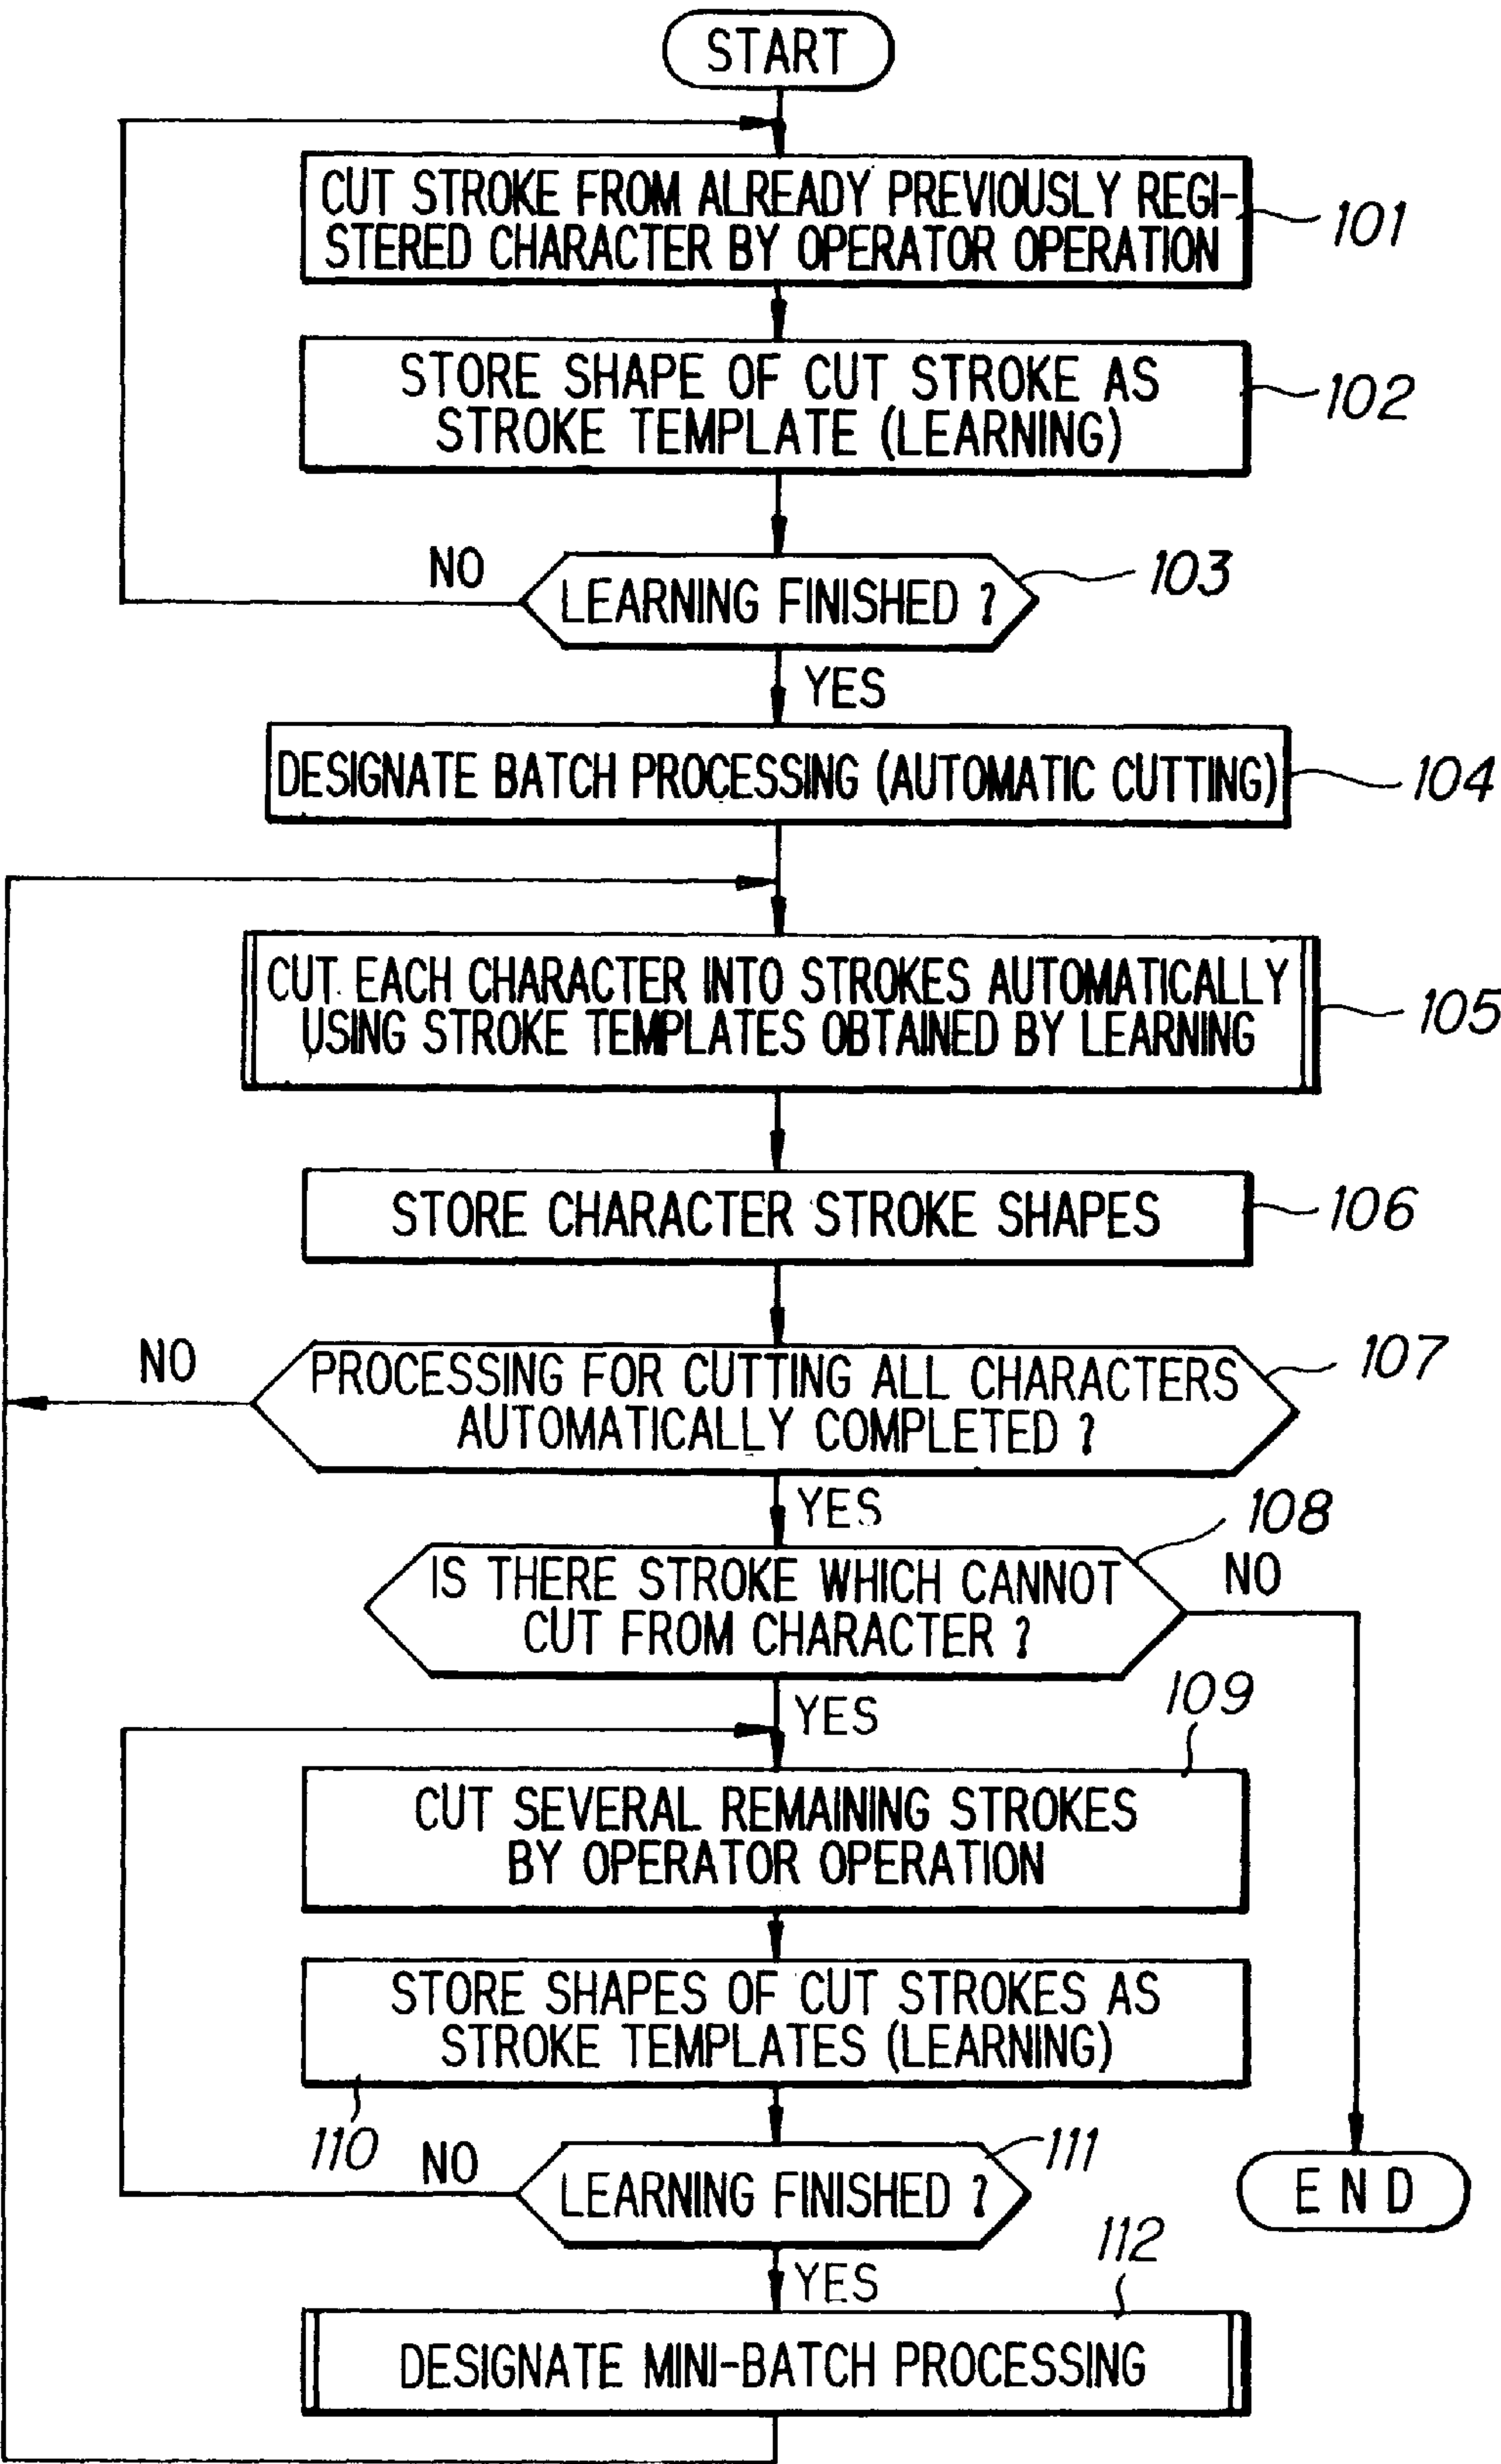 START
CUT STROKE FROM ALREADY PREVIOUSLY REGI-
STERED CHARACTER BY OPERATOR OPERATION
101
STORE SHAPE OF CUT STROKE AS
STROKE TEMPLATE (LEARNING)
102
NO
LEARNING FINISHED ?
103
YES
DESIGNATE BATCH PROCESSING (AUTOMATIC CUTTING)
104
CUT EACH CHARACTER INTO STROKES AUTOMATICALLY
USING STROKE TEMPLATES OBTAINED BY LEARNING
105
STORE CHARACTER STROKE SHAPES
106
NO
PROCESSING FOR CUTTING ALL CHARACTERS
AUTOMATICALLY COMPLETED ?
107
YES
108
IS THERE STROKE WHICH CANNOT
CUT FROM CHARACTER ?
NO
YES
109
CUT SEVERAL REMAINING STROKES
BY OPERATOR OPERATION
STORE SHAPES OF CUT STROKES AS
STROKE TEMPLATES (LEARNING)
110
NO
LEARNING FINISHED ?
111
END
YES
112
DESIGNATE MINI-BATCH PROCESSING